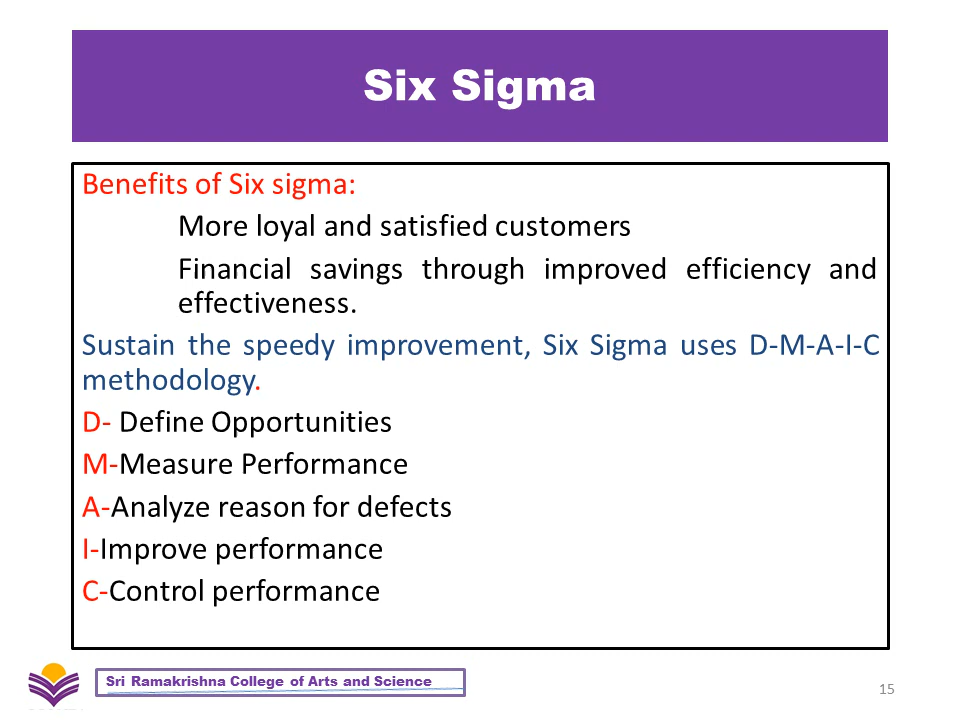 Six Sigma
Benefits of Six sigma:
More loyal and satisfied customers
Financial savings through improved efficiency and
effectiveness.
Sustain the speedy improvement, Six Sigma uses D-M-A-I-C
methodology.
D- Define Opportunities
M-Measure Performance
A-Analyze reason for defects
I-Improve performance
C-Control performance
Sri Ramakrishna College of Arts and Science
15